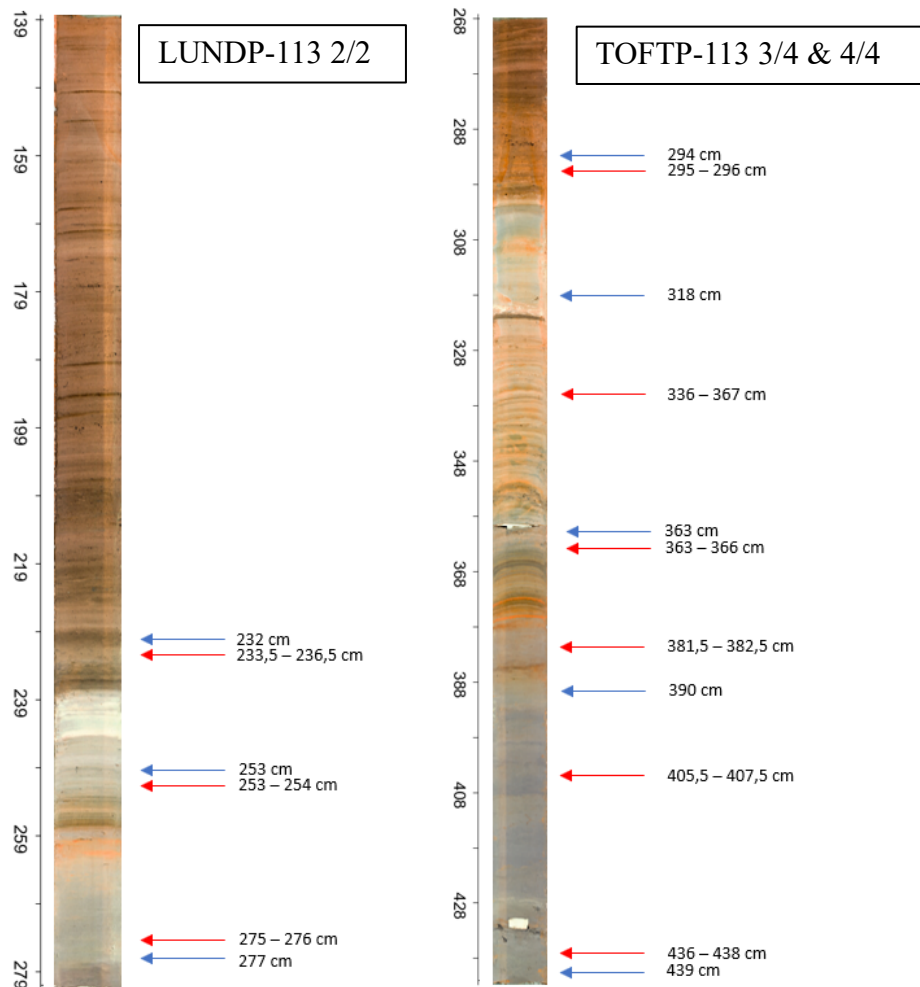 LUNDP-113 2/2
139
159
179
199
219
232 cm
233,5 – 236,5 cm
239
253 cm
253 – 254 cm
259
275 – 276 cm
277 cm
279
TOFTP-113 3/4 & 4/4
268
288
294 cm
295 – 296 cm
308
318 cm
328
336 – 367 cm
348
363 cm
363 – 366 cm
368
381,5 – 382,5 cm
388
390 cm
405,5 – 407,5 cm
408
428
436 – 438 cm
439 cm